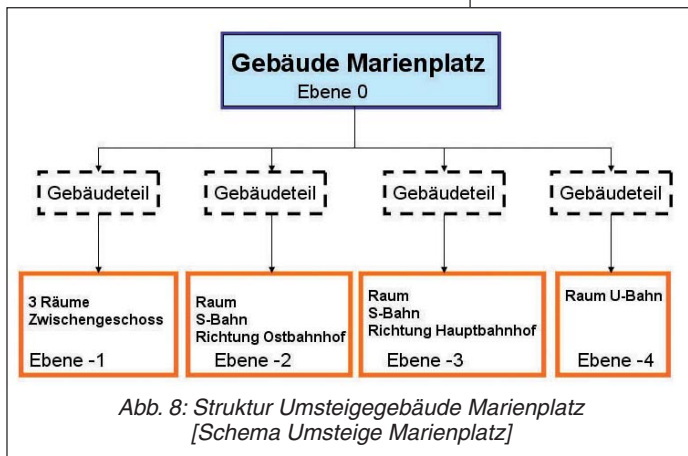 Gebäude Marienplatz
Ebene 0
Gebäudeteil
Gebäudeteil
Gebäudeteil
Gebäudeteil
3 Räume
Zwischengeschoss
Ebene -1
Raum
S-Bahn
Richtung Ostbahnhof
Ebene -2
Raum
S-Bahn
Richtung Hauptbahnhof
Ebene -3
Raum U-Bahn
Ebene -4
Abb. 8: Struktur Umsteigegebäude Marienplatz
[Schema Umsteige Marienplatz]